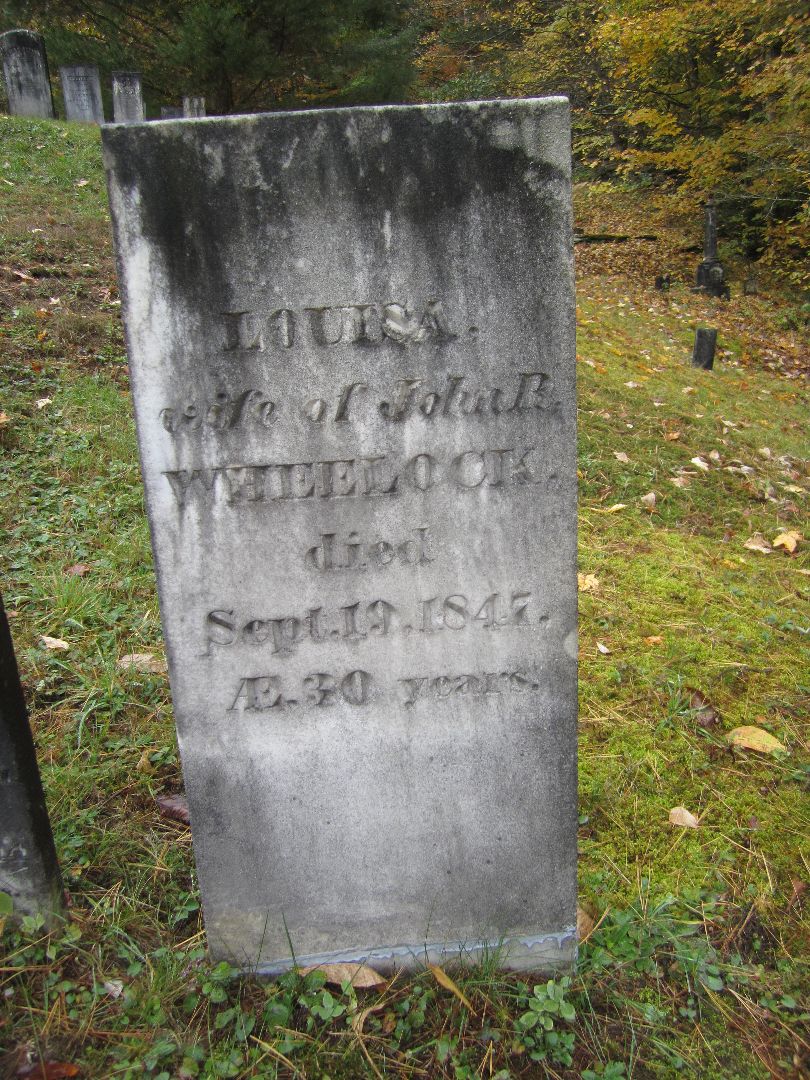 LOUISA.
wife of John R.
WHEELOCK.
died
Sept. 19. 1847.
Æ. 30 years.